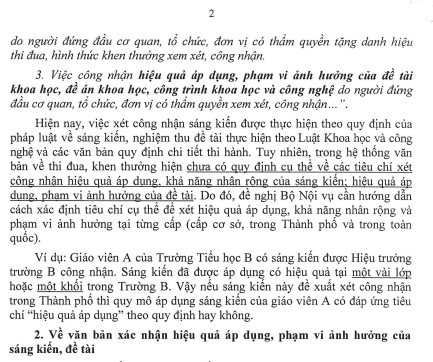 2
do người đứng đầu cơ quan, tổ chức, đơn vị có thẩm quyền tặng danh hiệu
thi đua, hình thức khen thưởng xem xét, công nhận.
3. Việc công nhận hiệu quả áp dụng, phạm vi ảnh hưởng của đề tài
khoa học, đề án khoa học, công trình khoa học và công nghệ do người đứng
đầu cơ quan, tổ chức, đơn vị có thẩm quyền xem xét, công nhận…”.
Hiện nay, việc xét công nhận sáng kiến được thực hiện theo quy định của
pháp luật về sáng kiến, nghiệm thu đề tài thực hiện theo Luật Khoa học và công
nghệ và các văn bản quy định chi tiết thi hành. Tuy nhiên, trong hệ thống văn
bản về thi đua, khen thưởng hiện chưa có quy định cụ thể về các tiêu chí xét
công nhận hiệu quả áp dụng, khả năng nhân rộng của sáng kiến; hiệu quả áp
dụng, phạm vi ảnh hưởng của đề tài. Do đó, đề nghị Bộ Nội vụ cần hướng dẫn
cách xác định tiêu chí cụ thể để xét hiệu quả áp dụng, khả năng nhân rộng và
phạm vi ảnh hưởng tại từng cấp (cấp cơ sở, trong Thành phố và trong toàn
quốc).
Ví dụ: Giáo viên A của Trường Tiểu học B có sáng kiến được Hiệu trưởng
trường B công nhận. Sáng kiến đã được áp dụng có hiệu quả tại một vài lớp
hoặc một khối trong Trường B. Vậy nếu sáng kiến này đề xuất xét công nhận
trong Thành phố thì quy mô áp dụng sáng kiến của giáo viên A có đáp ứng tiêu
chí “hiệu quả áp dụng” theo quy định hay không.
2. Về văn bản xác nhận hiệu quả áp dụng, phạm vi ảnh hưởng của
sáng kiến, đề tài